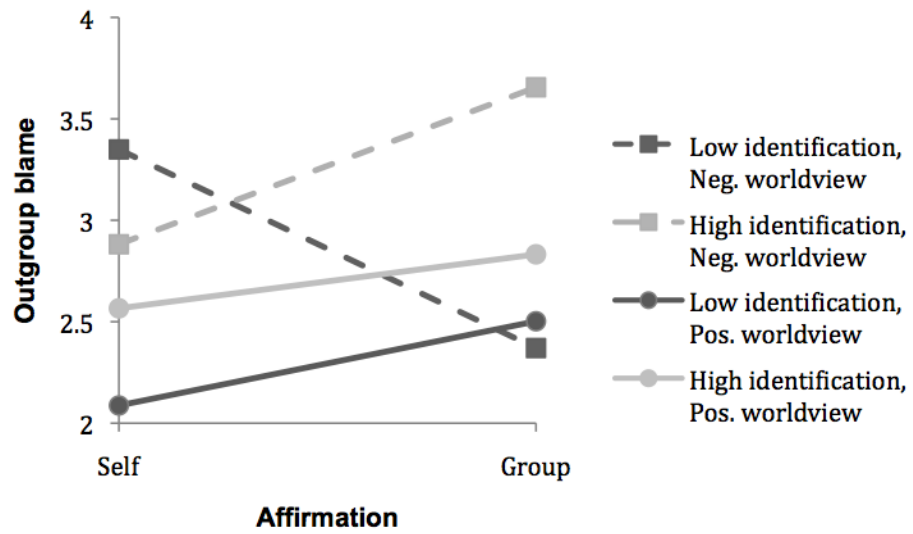 4
3.5
3
2.5
2
Outgroup blame
Self
Group
Affirmation
Low identification,
Neg. worldview
High identification,
Neg. worldview
Low identification,
Pos. worldview
High identification,
Pos. worldview